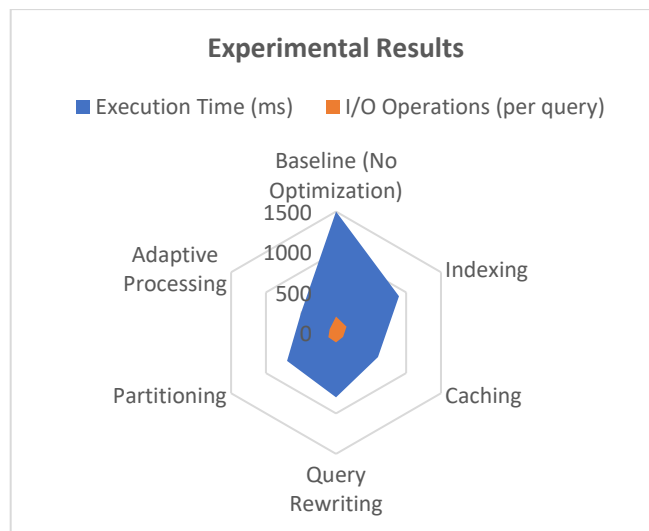 Experimental Results
Execution Time (ms) I/O Operations (per query)
Baseline (No
Optimization)
1500
1000
500
0
Indexing
Caching
Query
Rewriting
Partitioning
Adaptive
Processing